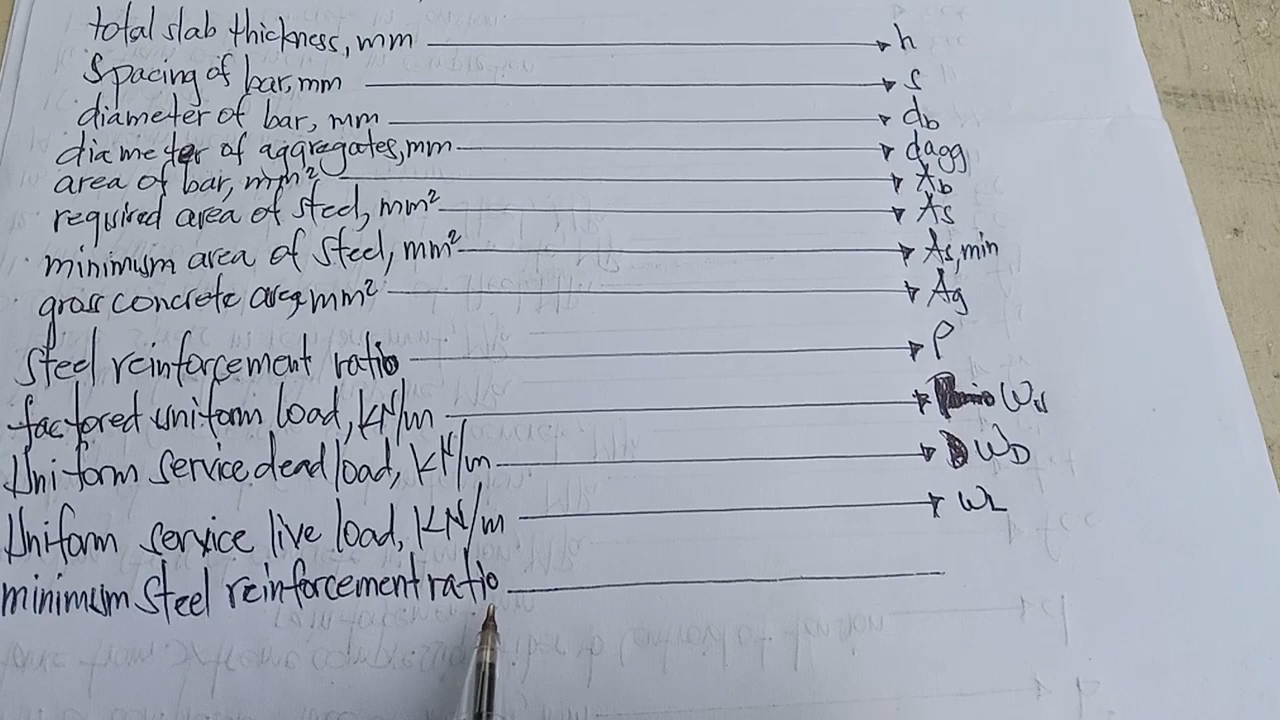 total slab thickness, mm → h
spacing of bar, mm → s
diameter of bar, mm → db
diameter of aggregates, mm → dagg
area of bar, mm² → Ab
required area of steel, mm² → As
minimum area of steel, mm² → As,min
gross concrete area, mm² → Ag
steel reinforcement ratio → ρ
factored uniform load, KN/m → Wu
Uniform service dead load, KN/m → WD
Uniform service live load, KN/m → WL
minimum steel reinforcement ratio